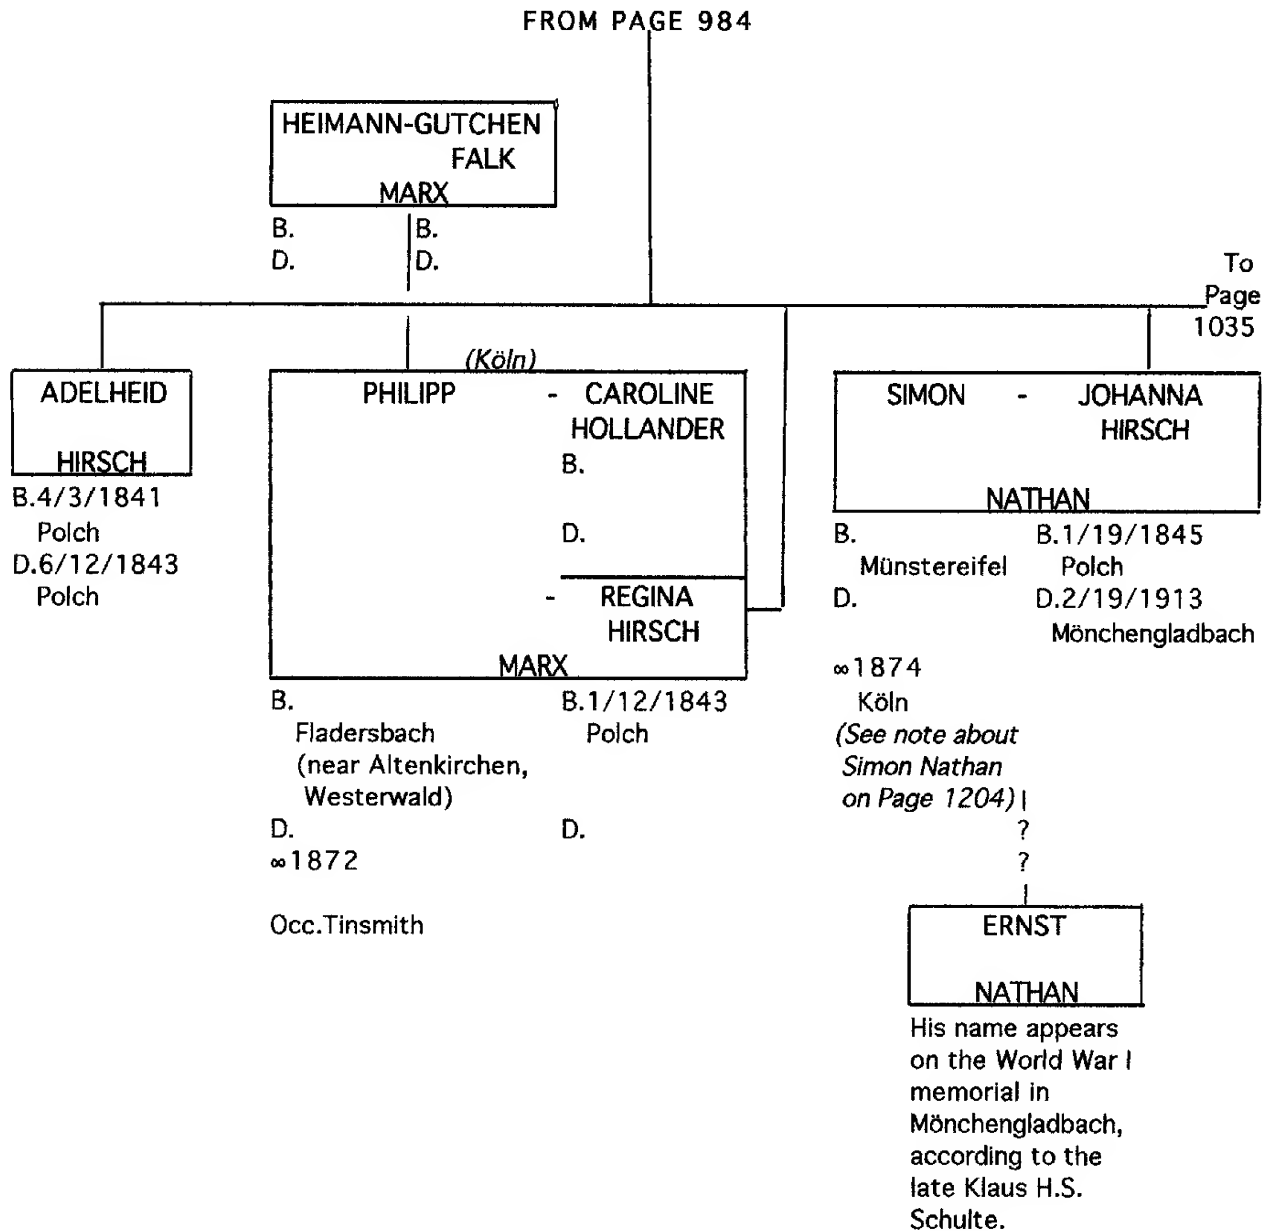 FROM PAGE 984
HEIMANN-GUTCHEN
FALK
MARX
B. B.
D. D.
To
Page
1035
(Köln)
ADELHEID
HIRSCH
B.4/3/1841
Polch
D.6/12/1843
Polch
PHILIPP - CAROLINE
HOLLANDER
B.
D.
- REGINA
HIRSCH
MARX
B. B.1/12/1843
Fladersbach Polch
(near Altenkirchen,
Westerwald)
D. D.
∞1872
Occ.Tinsmith
SIMON - JOHANNA
HIRSCH
NATHAN
B. B.1/19/1845
Münstereifel Polch
D. D.2/19/1913
Mönchengladbach
∞1874
Köln
(See note about
Simon Nathan
on Page 1204)
?
?
ERNST
NATHAN
His name appears
on the World War I
memorial in
Mönchengladbach,
according to the
late Klaus H.S.
Schulte.